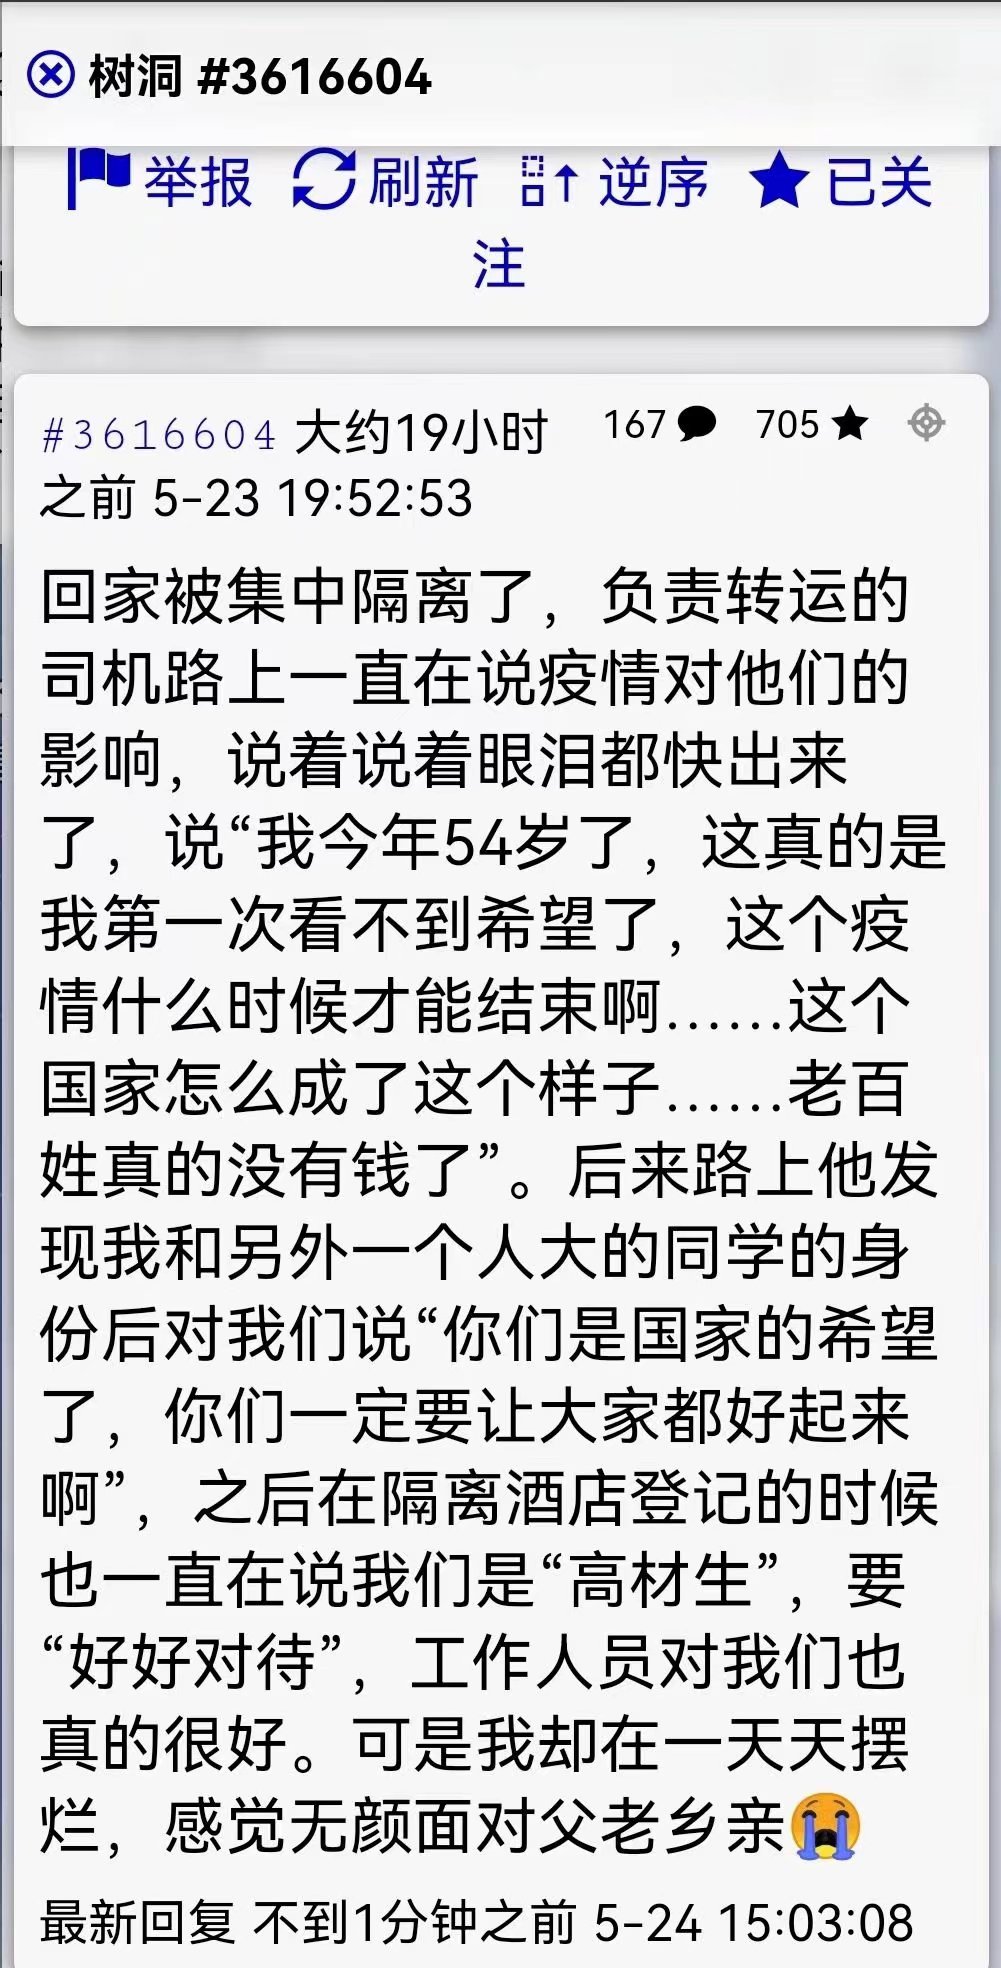 树洞 #3616604
举报 刷新 逆序 已关
注
#3616604 大约19小时 167 705
之前 5-23 19:52:53
回家被集中隔离了，负责转运的
司机路上一直在说疫情对他们的
影响，说着说着眼泪都快出来
了，说“我今年54岁了，这真的是
我第一次看不到希望了，这个疫
情什么时候才能结束啊……这个
国家怎么成了这个样子……老百
姓真的没有钱了”。后来路上他发
现我和另外一个人大的同学的身
份后对我们说“你们是国家的希望
了，你们一定要让大家都好起来
啊”，之后在隔离酒店登记的时候
也一直在说我们是“高材生”，要
“好好对待”，工作人员对我们也
真的很好。可是我却在一天天摆
烂，感觉无颜面对父老乡亲😭
最新回复 不到1分钟之前 5-24 15:03:08